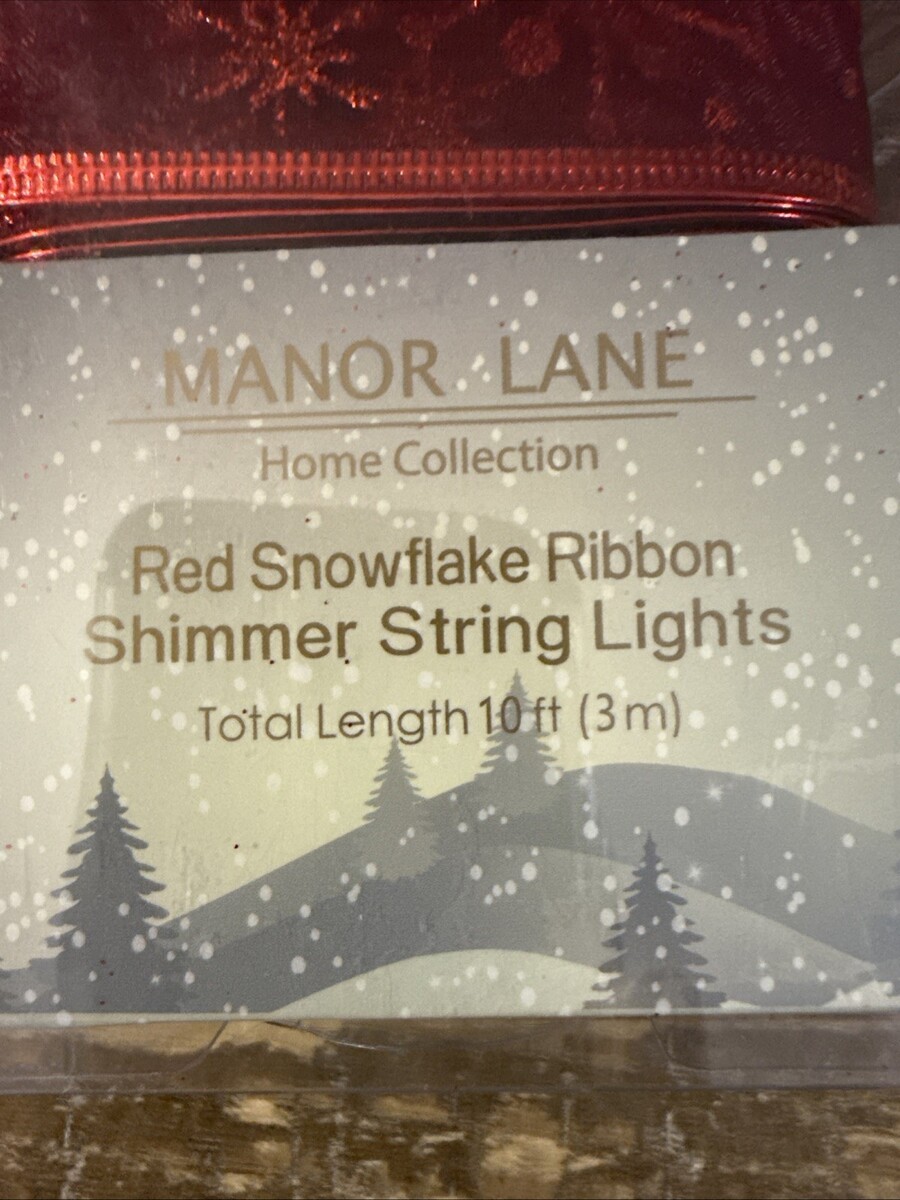 MANOR LANE
Home Collection
Red Snowflake Ribbon
Shimmer String Lights
Total Length 10 ft (3 m)